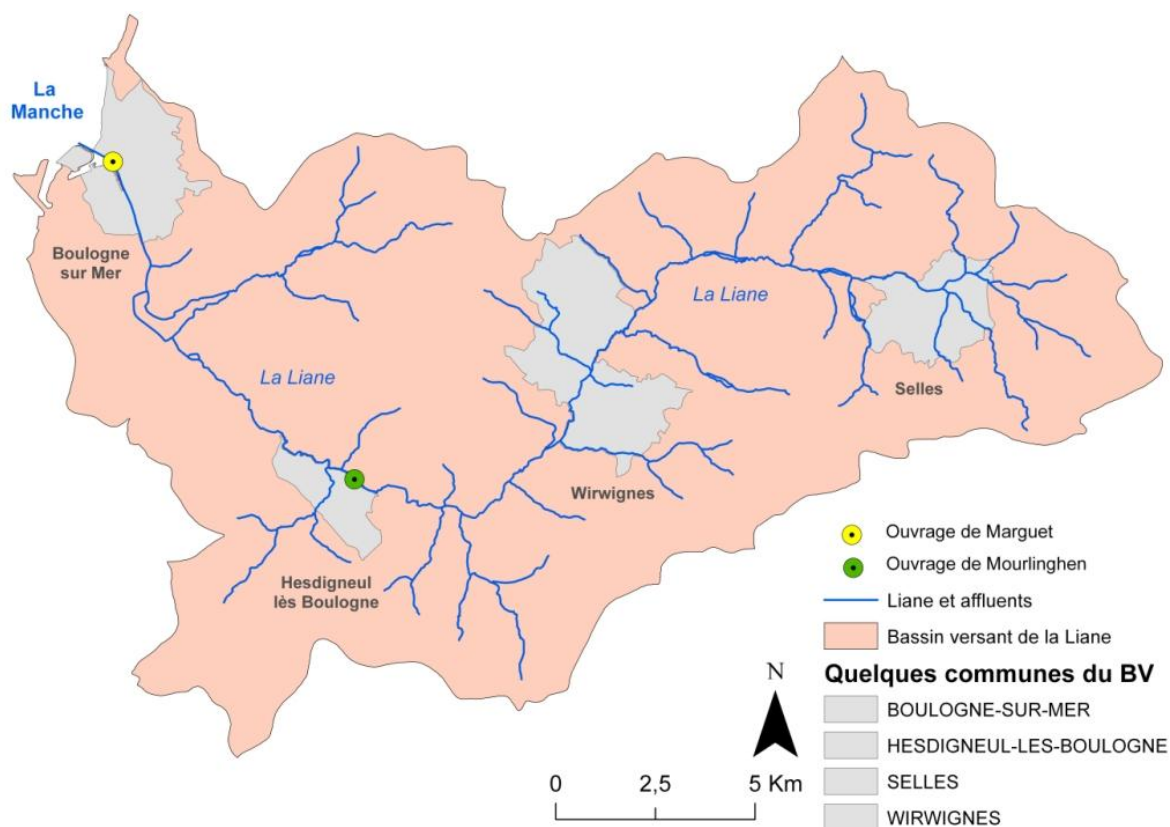 La
Manche
Boulogne
sur Mer
La Liane
La Liane
Selles
Wirwignes
Hesdigneul
lès Boulogne
Ouvrage de Marguet
Ouvrage de Mourlinghen
Liane et affluents
Bassin versant de la Liane
Quelques communes du BV
BOULOGNE-SUR-MER
HESDIGNEUL-LES-BOULOGNE
SELLES
WIRWIGNES
N
0 2,5 5 Km